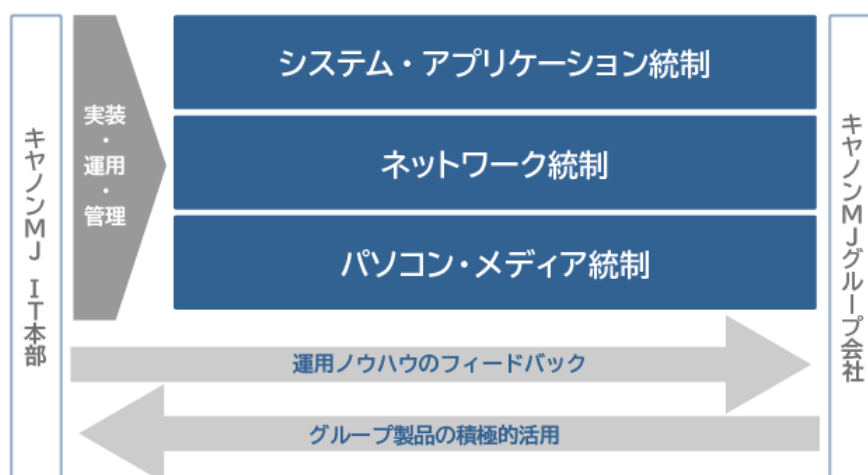 キヤノンMJ IT本部
実装
・
運用
・
管理
システム・アプリケーション統制
ネットワーク統制
パソコン・メディア統制
運用ノウハウのフィードバック
グループ製品の積極的活用
キヤノンMJグループ会社